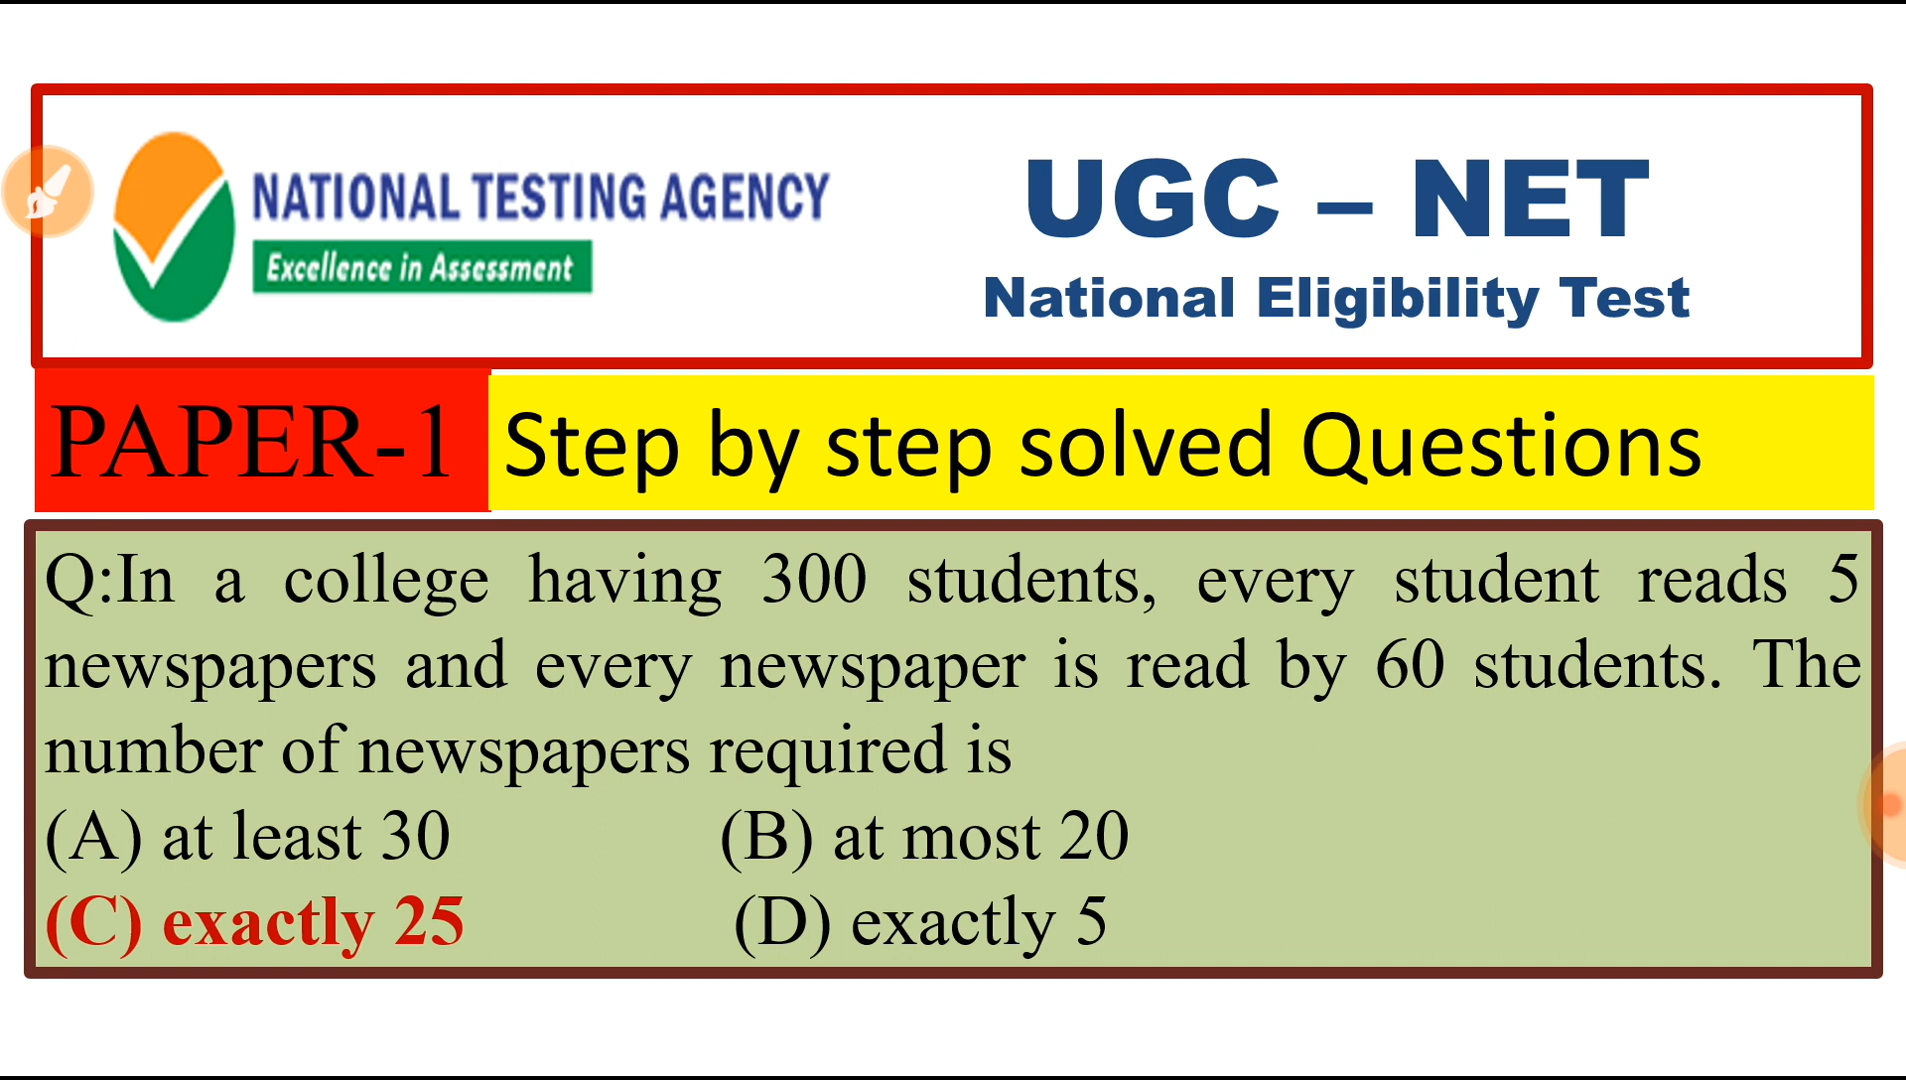 NATIONAL TESTING AGENCY
Excellence in Assessment
UGC – NET
National Eligibility Test
PAPER-1 Step by step solved Questions
Q:In a college having 300 students, every student reads 5
newspapers and every newspaper is read by 60 students. The
number of newspapers required is
(A) at least 30 (B) at most 20
(C) exactly 25 (D) exactly 5